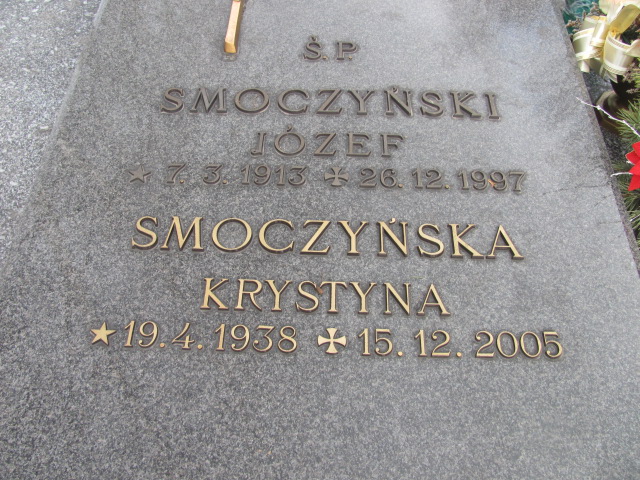 Ś.P
SMOCZYŃSKI
JÓZEF
★ 7. 3. 1913 ✠ 26. 12. 1997
SMOCZYŃSKA
KRYSTYNA
★ 19. 4. 1938 ✠ 15. 12. 2005